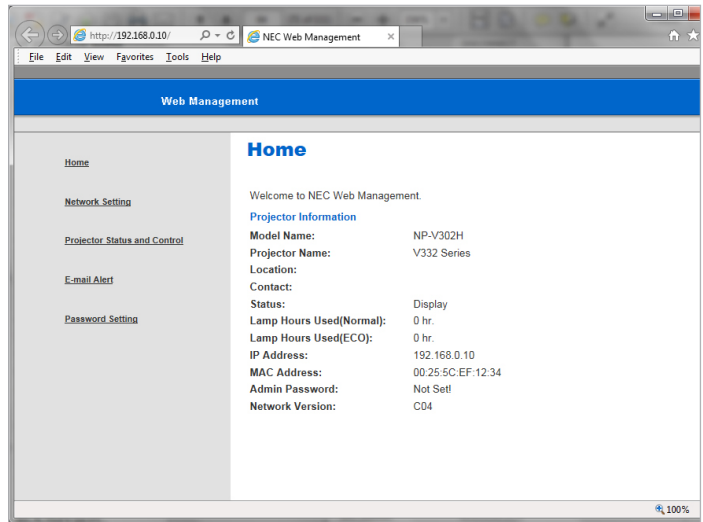 http://192.168.0.10/
NEC Web Management
File Edit View Favorites Tools Help
Web Management
Home
Network Setting
Projector Status and Control
E-mail Alert
Password Setting
Home
Welcome to NEC Web Management.
Projector Information
Model Name: NP-V302H
Projector Name: V332 Series
Location:
Contact:
Status: Display
Lamp Hours Used(Normal): 0 hr.
Lamp Hours Used(ECO): 0 hr.
IP Address: 192.168.0.10
MAC Address: 00:25:5C:EF:12:34
Admin Password: Not Set!
Network Version: C04
100%